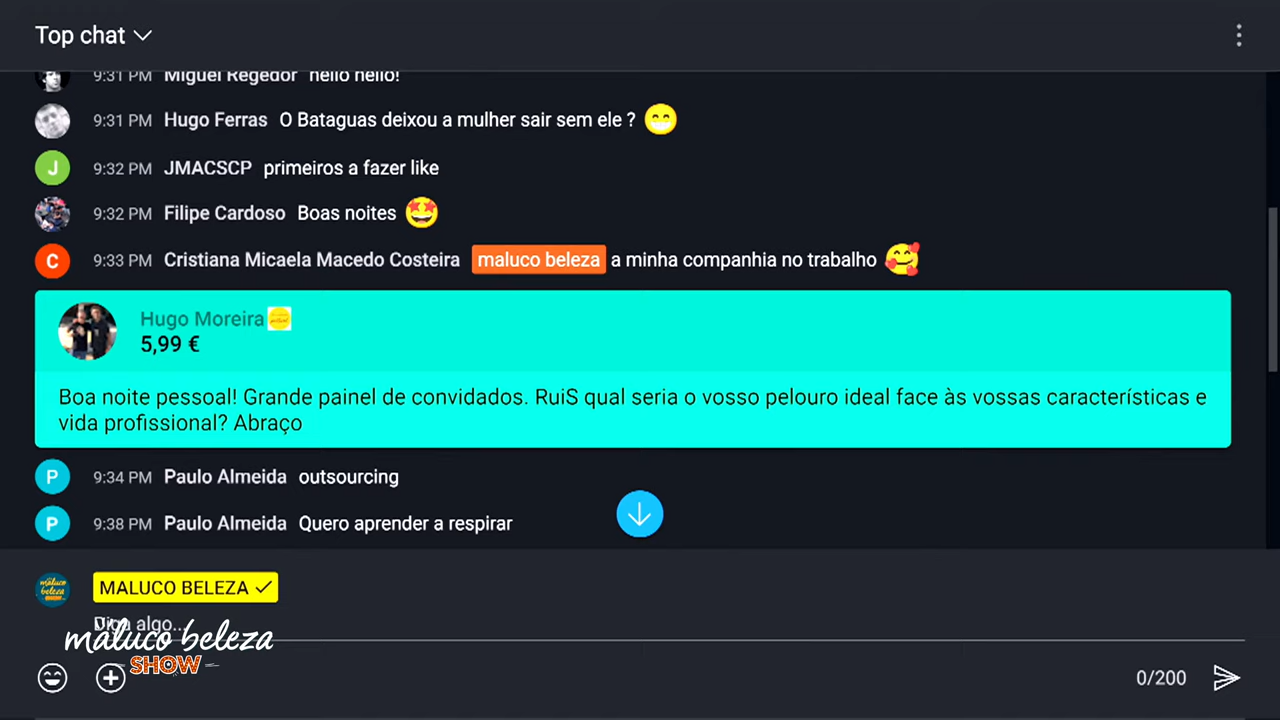 Top chat
9:31 PM Miguel Regedor hello hello!
9:31 PM Hugo Ferras O Bataguas deixou a mulher sair sem ele ?
J 9:32 PM JMACSCP primeiros a fazer like
9:32 PM Filipe Cardoso Boas noites
C 9:33 PM Cristiana Micaela Macedo Costeira maluco beleza a minha companhia no trabalho
Hugo Moreira
5,99 €
Boa noite pessoal! Grande painel de convidados. RuiS qual seria o vosso pelouro ideal face às vossas características e
vida profissional? Abraço
P 9:34 PM Paulo Almeida outsourcing
P 9:38 PM Paulo Almeida Quero aprender a respirar
maluco beleza
MALUCO BELEZA
Diga algo...
maluco beleza
SHOW
0/200